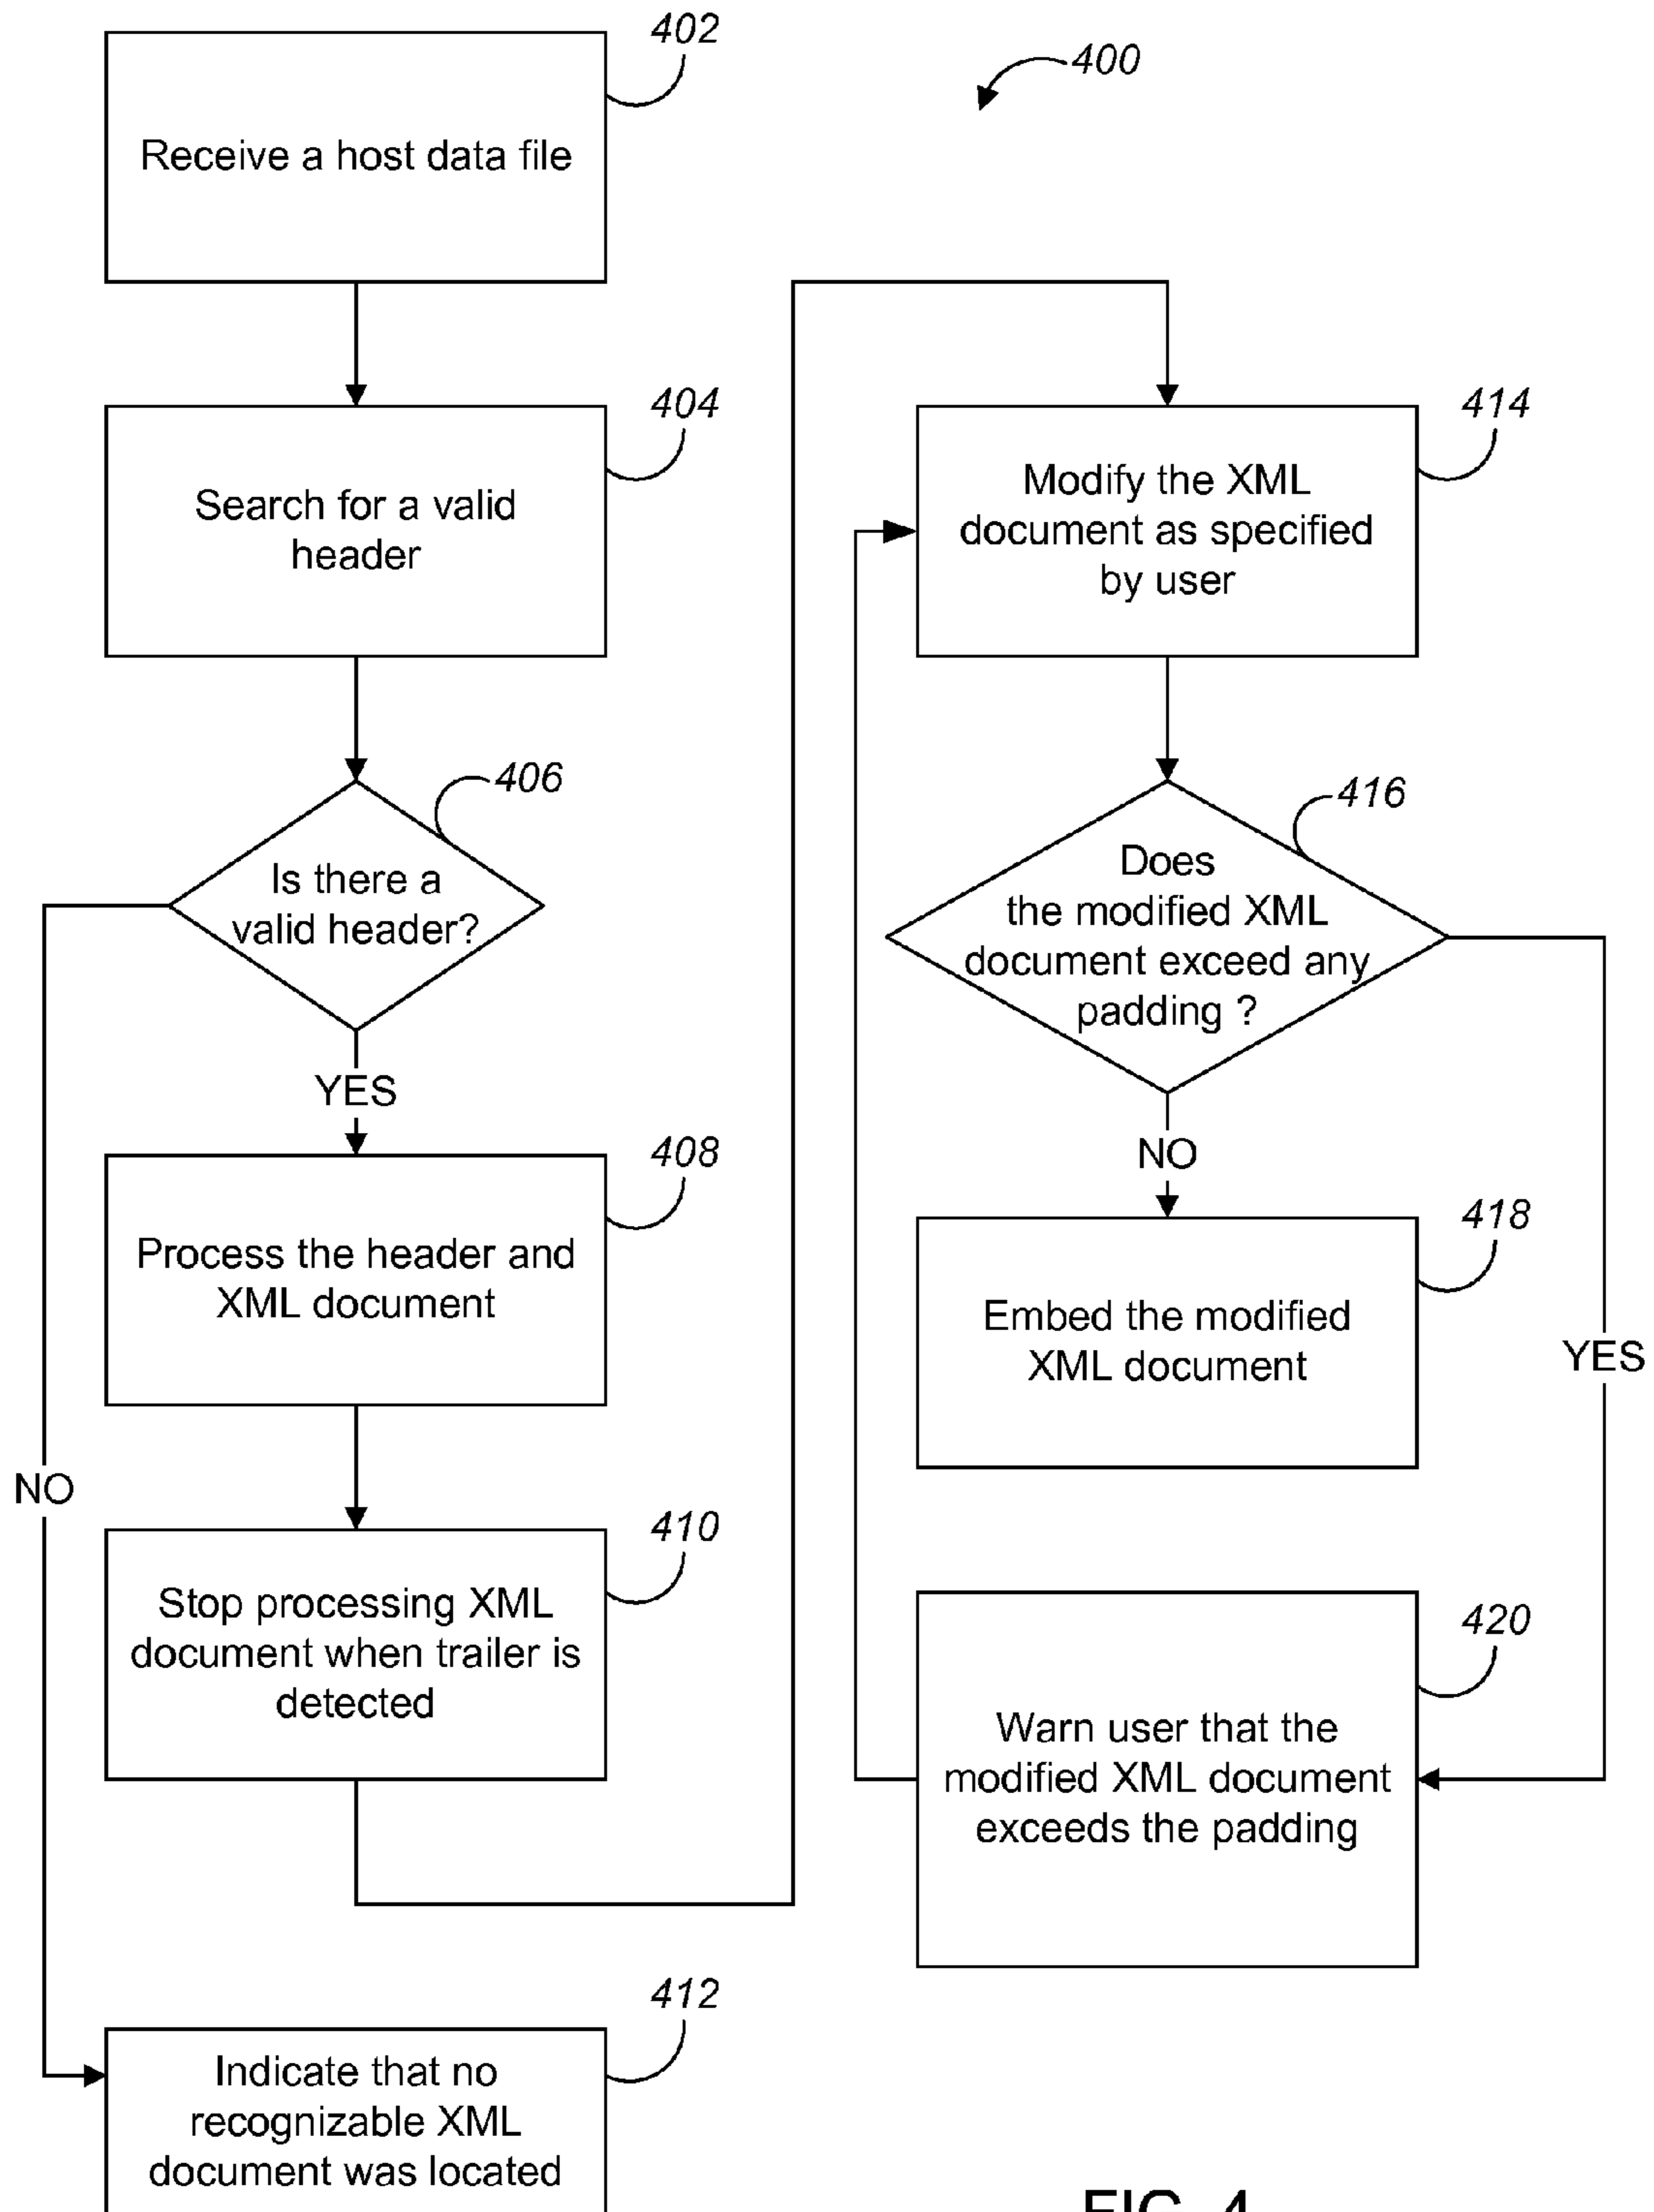 402
Receive a host data file
400
404
Search for a valid
header
406
Is there a
valid header?
YES
NO
408
Process the header and
XML document
410
Stop processing XML
document when trailer is
detected
412
Indicate that no
recognizable XML
document was located
414
Modify the XML
document as specified
by user
416
Does
the modified XML
document exceed any
padding ?
NO
YES
418
Embed the modified
XML document
420
Warn user that the
modified XML document
exceeds the padding
FIG. 4